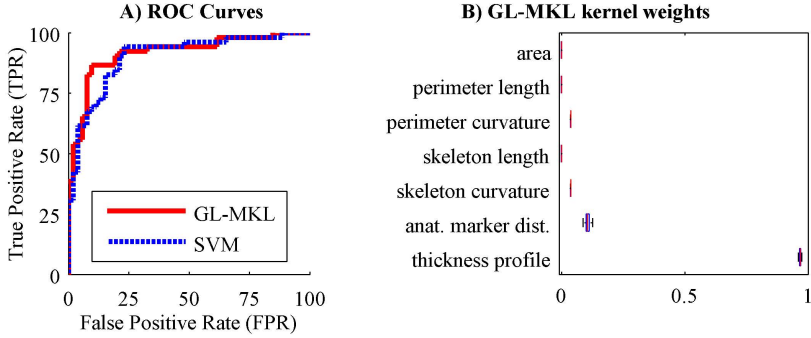 A) ROC Curves
True Positive Rate (TPR)
100
75
50
25
0
GL-MKL
SVM
0 25 50 75 100
False Positive Rate (FPR)
B) GL-MKL kernel weights
area
perimeter length
perimeter curvature
skeleton length
skeleton curvature
anat. marker dist.
thickness profile
0 0.5 1